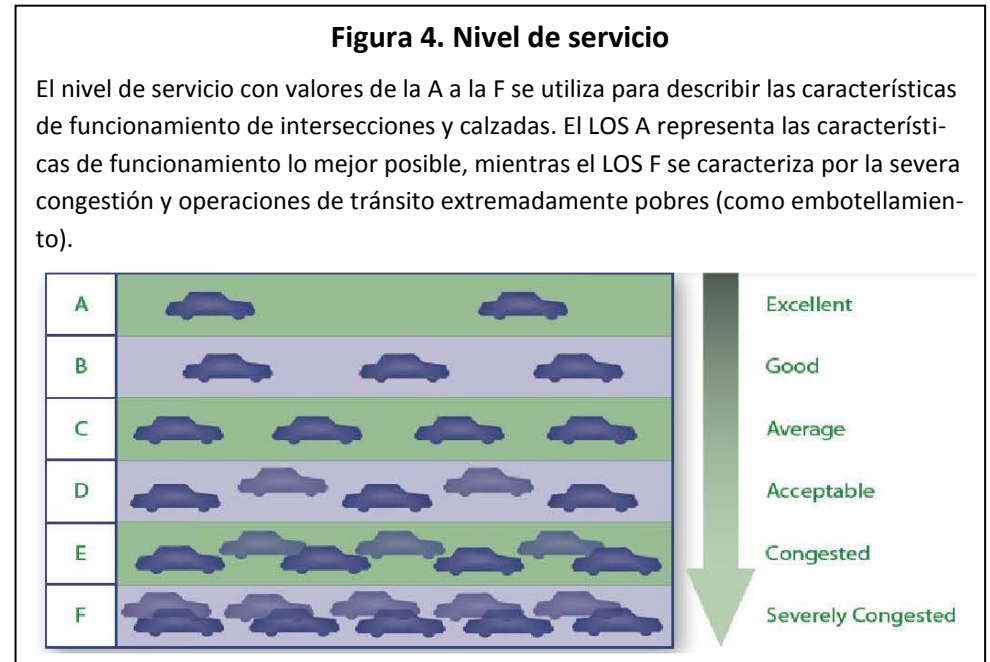 Figura 4. Nivel de servicio
El nivel de servicio con valores de la A a la F se utiliza para describir las características
de funcionamiento de intersecciones y calzadas. El LOS A representa las característi-
cas de funcionamiento lo mejor posible, mientras el LOS F se caracteriza por la severa
congestión y operaciones de tránsito extremadamente pobres (como embotellamien-
to).
A Excellent
B Good
C Average
D Acceptable
E Congested
F Severely Congested